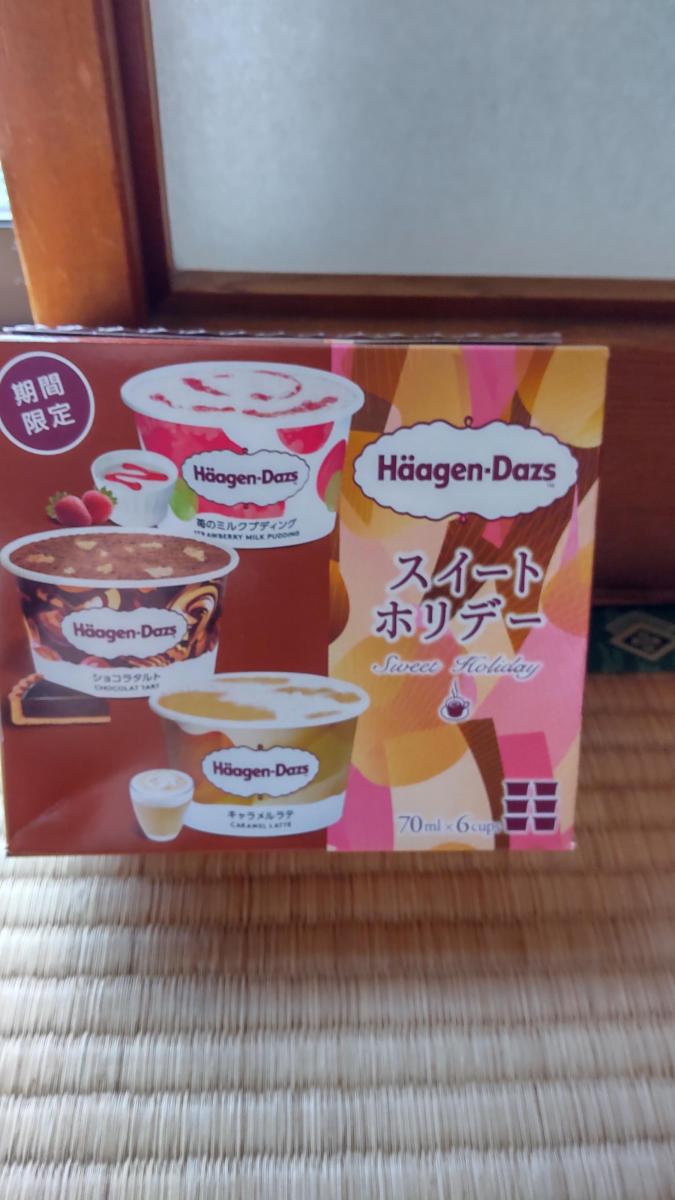 期間
限定
Häagen-Dazs
苺のミルクプディング
STRAWBERRY MILK PUDDING
Häagen-Dazs
ショコラタルト
CHOCOLAT TART
Häagen-Dazs
キャラメルラテ
CARAMEL LATTE
Häagen-Dazs
TM
スイート
ホリデー
Sweet Holiday
70ml×6cups